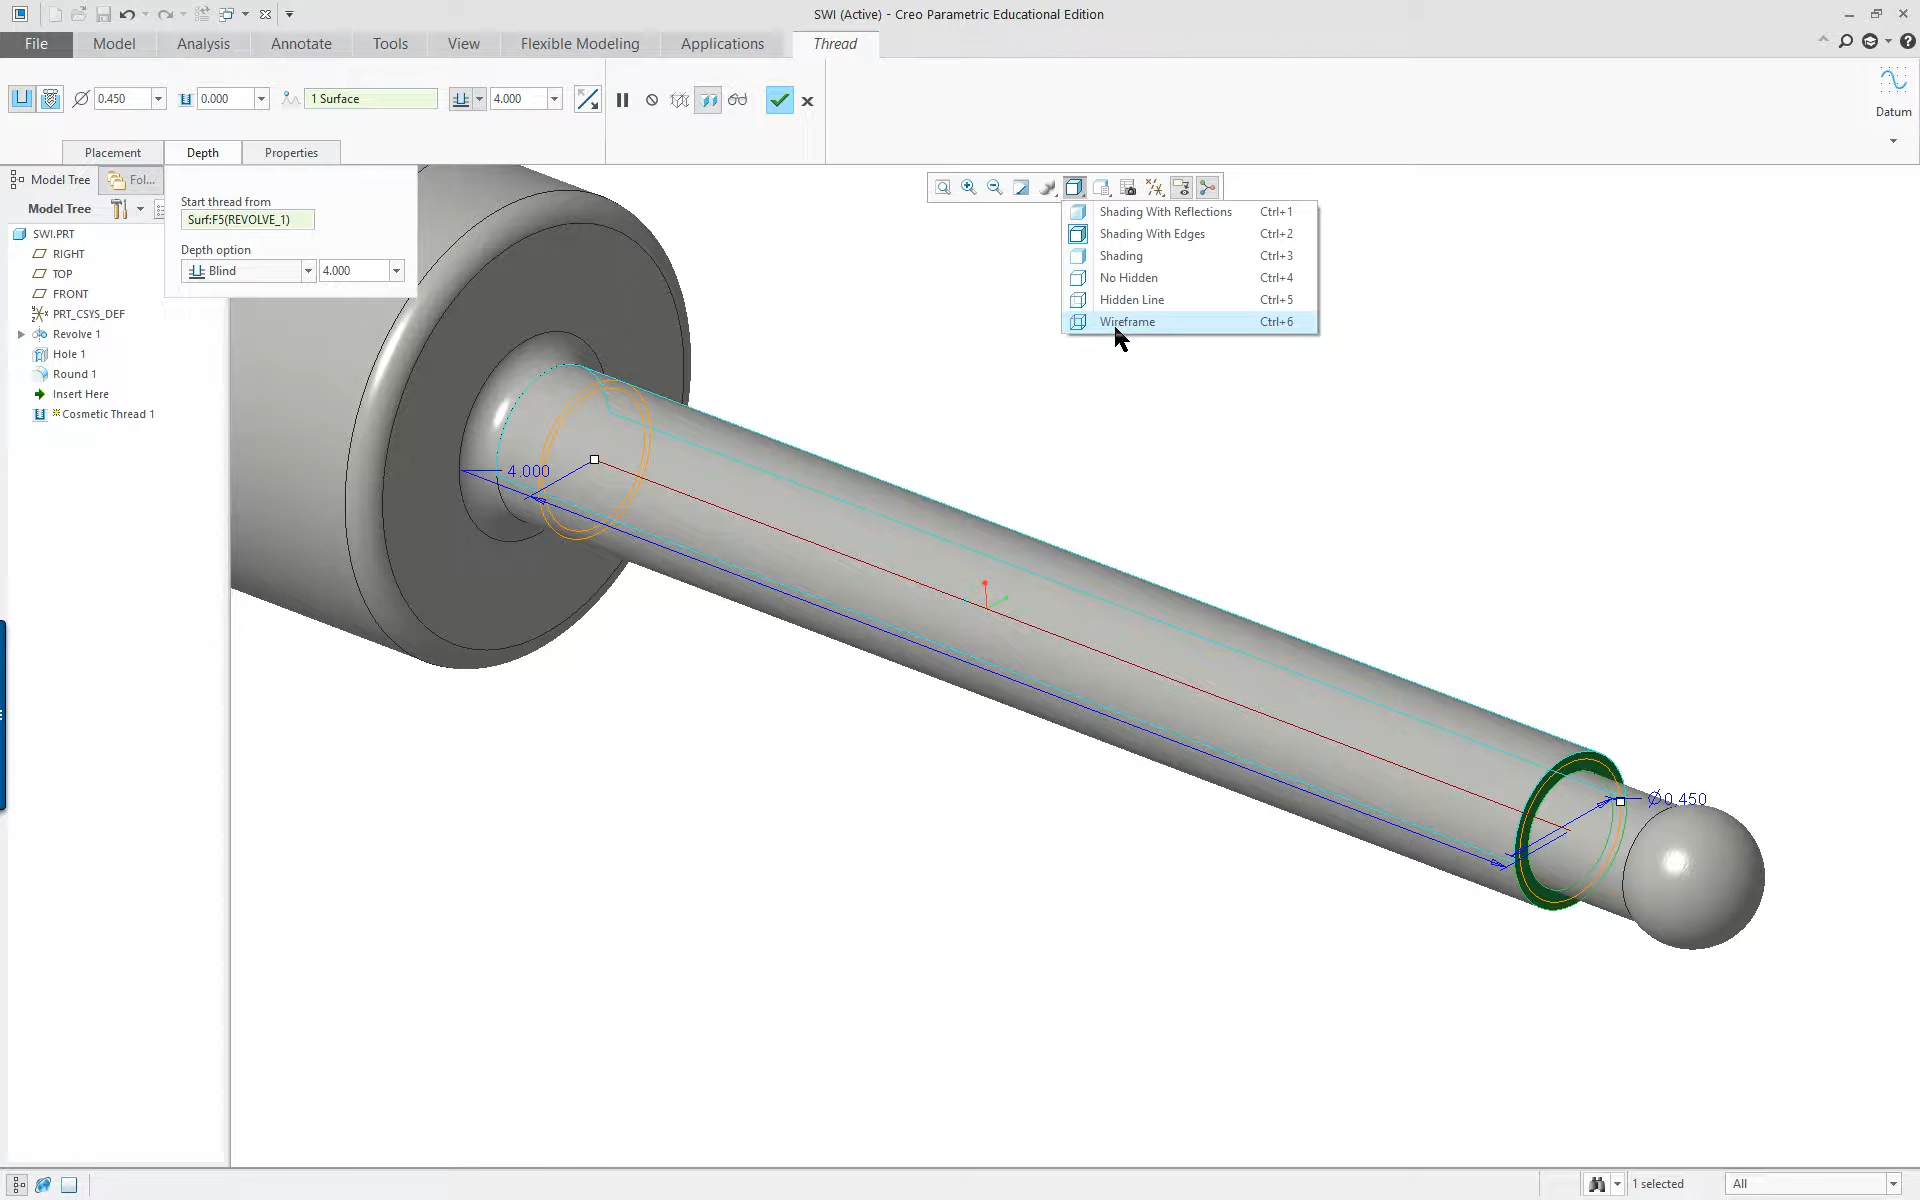 SWI (Active) - Creo Parametric Educational Edition
File Model Analysis Annotate Tools View Flexible Modeling Applications Thread
0.450 0.000 1 Surface 4.000
Datum
Placement Depth Properties
Model Tree Fol...
Model Tree
Start thread from
Surf:F5(REVOLVE_1)
Depth option
Blind 4.000
SWI.PRT
RIGHT
TOP
FRONT
PRT_CSYS_DEF
Revolve 1
Hole 1
Round 1
Insert Here
Cosmetic Thread 1
Shading With Reflections Ctrl+1
Shading With Edges Ctrl+2
Shading Ctrl+3
No Hidden Ctrl+4
Hidden Line Ctrl+5
Wireframe Ctrl+6
4.000
Ø0.450
1 selected All